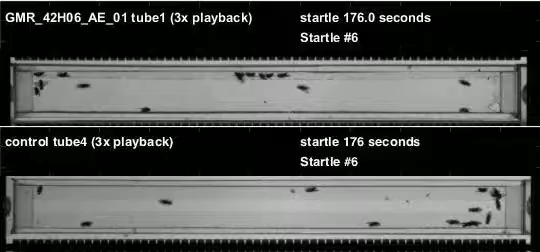 GMR_42H06_AE_01 tube1 (3x playback)
startle 176.0 seconds
Startle #6
control tube4 (3x playback)
startle 176 seconds
Startle #6